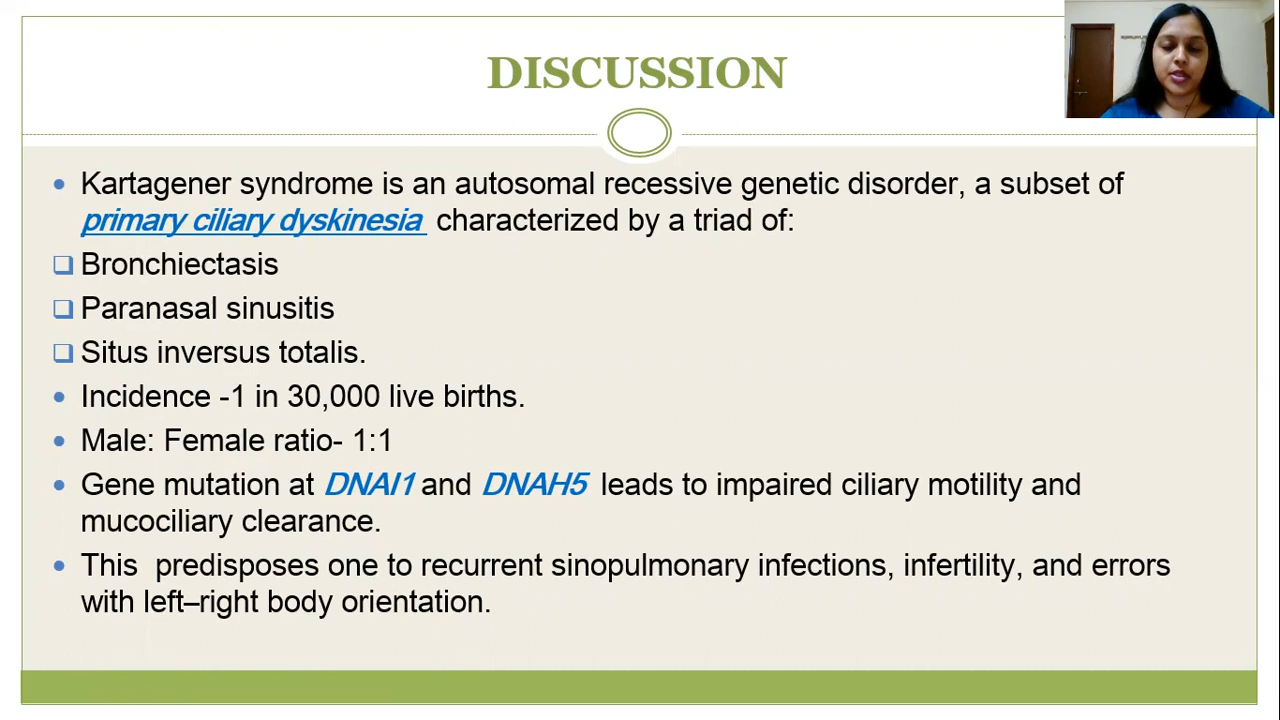 DISCUSSION
Kartagener syndrome is an autosomal recessive genetic disorder, a subset of
primary ciliary dyskinesia characterized by a triad of:
Bronchiectasis
Paranasal sinusitis
Situs inversus totalis.
Incidence -1 in 30,000 live births.
Male: Female ratio- 1:1
Gene mutation at DNAI1 and DNAH5 leads to impaired ciliary motility and
mucociliary clearance.
This predisposes one to recurrent sinopulmonary infections, infertility, and errors
with left–right body orientation.